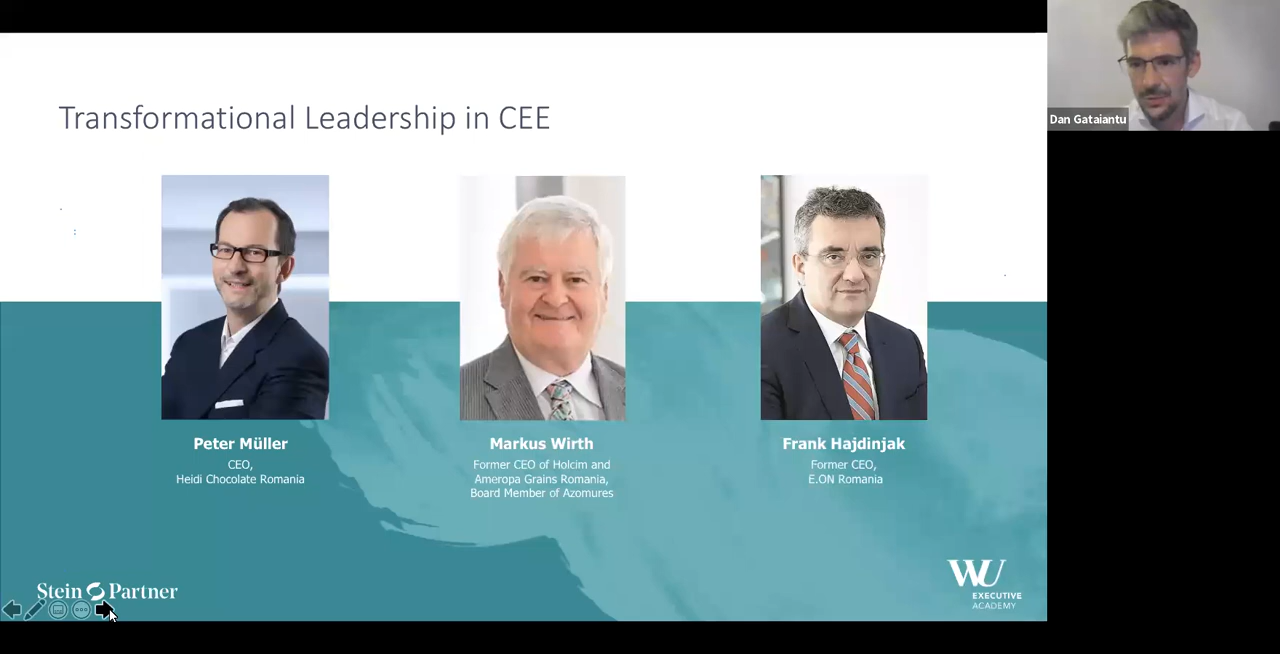 Transformational Leadership in CEE
Dan Gataiantu
Peter Müller
CEO,
Heidi Chocolate Romania
Markus Wirth
Former CEO of Holcim and
Ameropa Grains Romania,
Board Member of Azomures
Frank Hajdinjak
Former CEO,
E.ON Romania
Stein Partner
WU
EXECUTIVE
ACADEMY